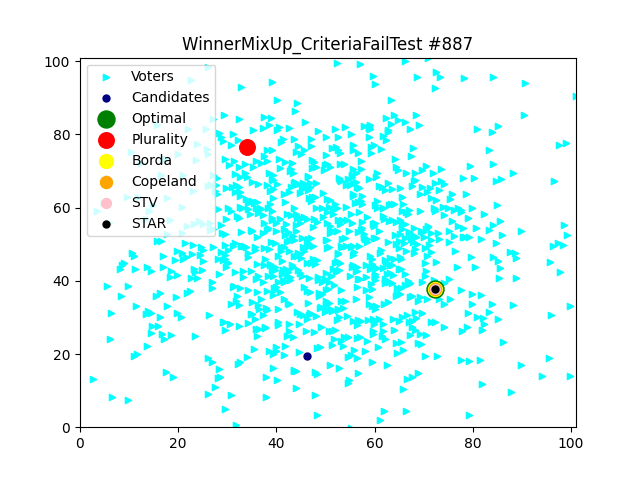 WinnerMixUp_CriteriaFailTest #887
Voters
Candidates
Optimal
Plurality
Borda
Copeland
STV
STAR
100
80
60
40
20
0
0 20 40 60 80 100